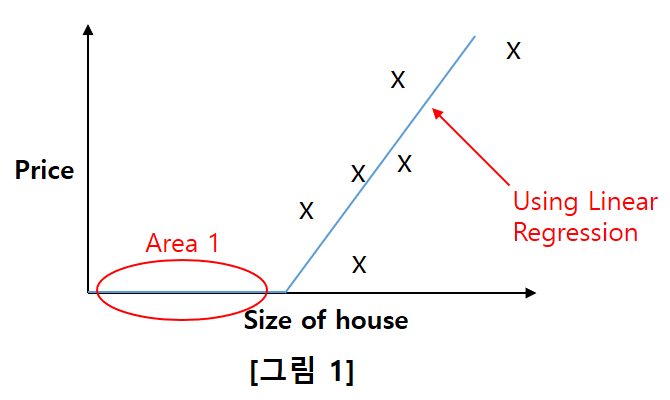 X
X
Price
X
X
Using Linear
Regression
X
Area 1
X
Size of house
[그림 1]